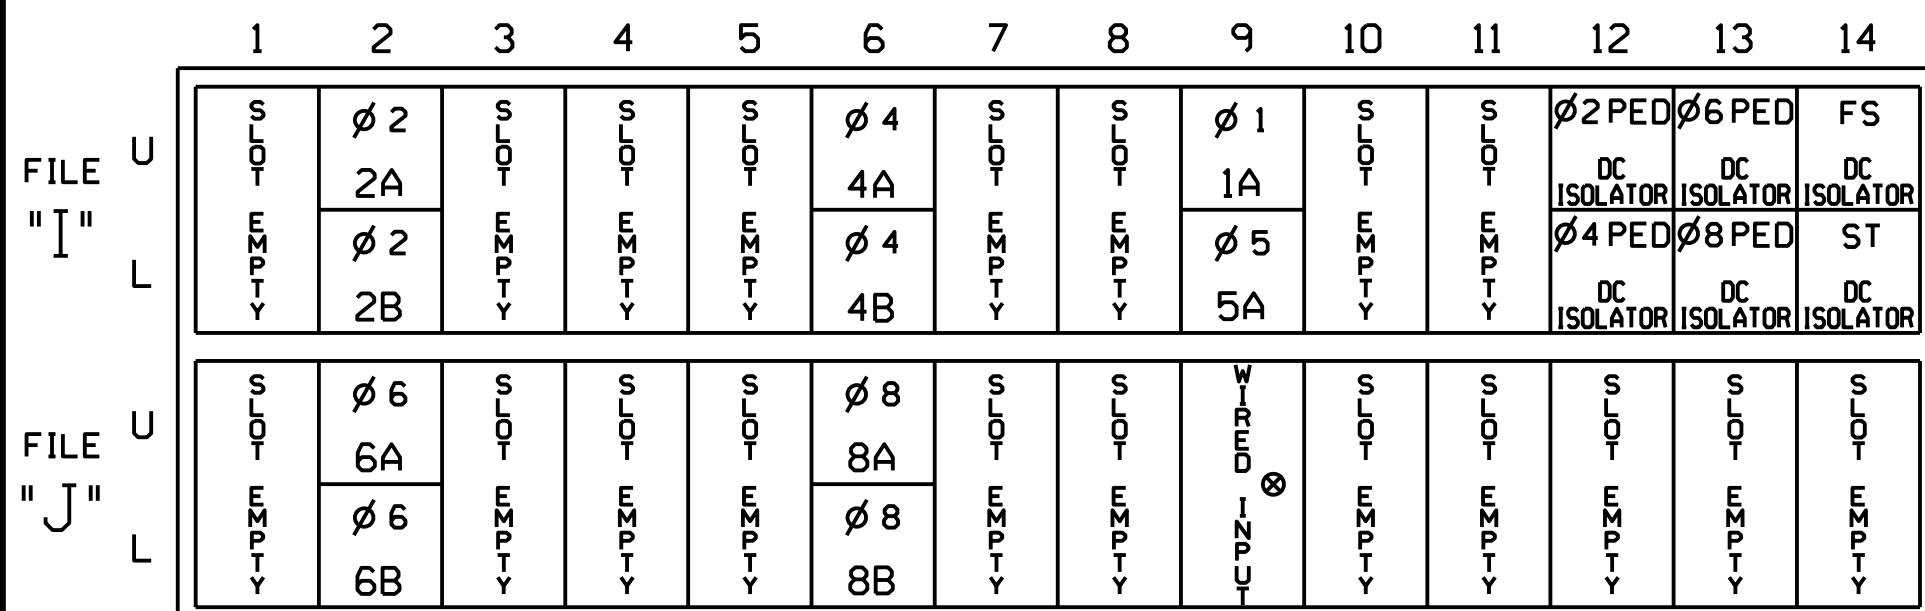 1 2 3 4 5 6 7 8 9 10 11 12 13 14
FILE "I"
U
L
SLOT EMPTY
Ø 2
2A
Ø 2
2B
SLOT EMPTY
SLOT EMPTY
SLOT EMPTY
Ø 4
4A
Ø 4
4B
SLOT EMPTY
SLOT EMPTY
Ø 1
1A
Ø 5
5A
SLOT EMPTY
SLOT EMPTY
Ø2 PED
DC
ISOLATOR
Ø4 PED
DC
ISOLATOR
Ø6 PED
DC
ISOLATOR
Ø8 PED
DC
ISOLATOR
FS
DC
ISOLATOR
ST
DC
ISOLATOR
FILE "J"
U
L
SLOT EMPTY
Ø 6
6A
Ø 6
6B
SLOT EMPTY
SLOT EMPTY
SLOT EMPTY
Ø 8
8A
Ø 8
8B
SLOT EMPTY
SLOT EMPTY
WIRED INPUT ⊗
SLOT EMPTY
SLOT EMPTY
SLOT EMPTY
SLOT EMPTY
SLOT EMPTY